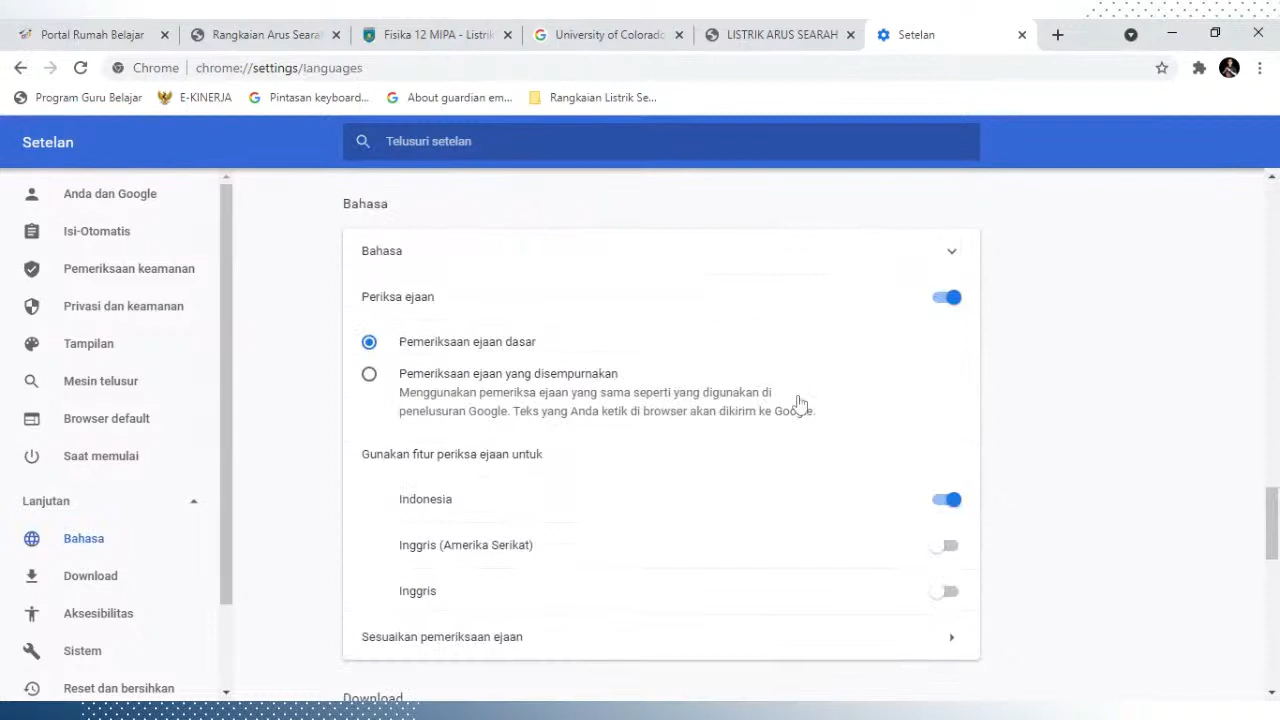 Portal Rumah Belajar
Rangkaian Arus Seara
Fisika 12 MIPA - Listrik
University of Colorado
LISTRIK ARUS SEARAH
Setelan
Chrome
chrome://settings/languages
Program Guru Belajar
E-KINERJA
Pintasan keyboard...
About guardian em...
Rangkaian Listrik Se...
Setelan
Telusuri setelan
Anda dan Google
Isi-Otomatis
Pemeriksaan keamanan
Privasi dan keamanan
Tampilan
Mesin telusur
Browser default
Saat memulai
Lanjutan
Bahasa
Download
Aksesibilitas
Sistem
Reset dan bersihkan
Bahasa
Bahasa
Periksa ejaan
Pemeriksaan ejaan dasar
Pemeriksaan ejaan yang disempurnakan
Menggunakan pemeriksa ejaan yang sama seperti yang digunakan di
penelusuran Google. Teks yang Anda ketik di browser akan dikirim ke Google.
Gunakan fitur periksa ejaan untuk
Indonesia
Inggris (Amerika Serikat)
Inggris
Sesuaikan pemeriksaan ejaan
Download